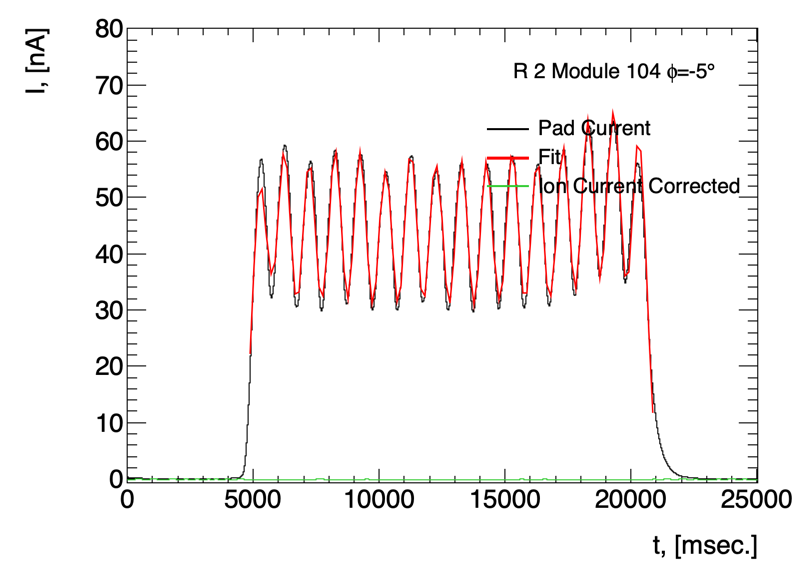 I, [nA]
80
70
60
50
40
30
20
10
0
R 2 Module 104 ϕ=-5°
Pad Current
Fit
Ion Current Corrected
0 5000 10000 15000 20000 25000
t, [msec.]